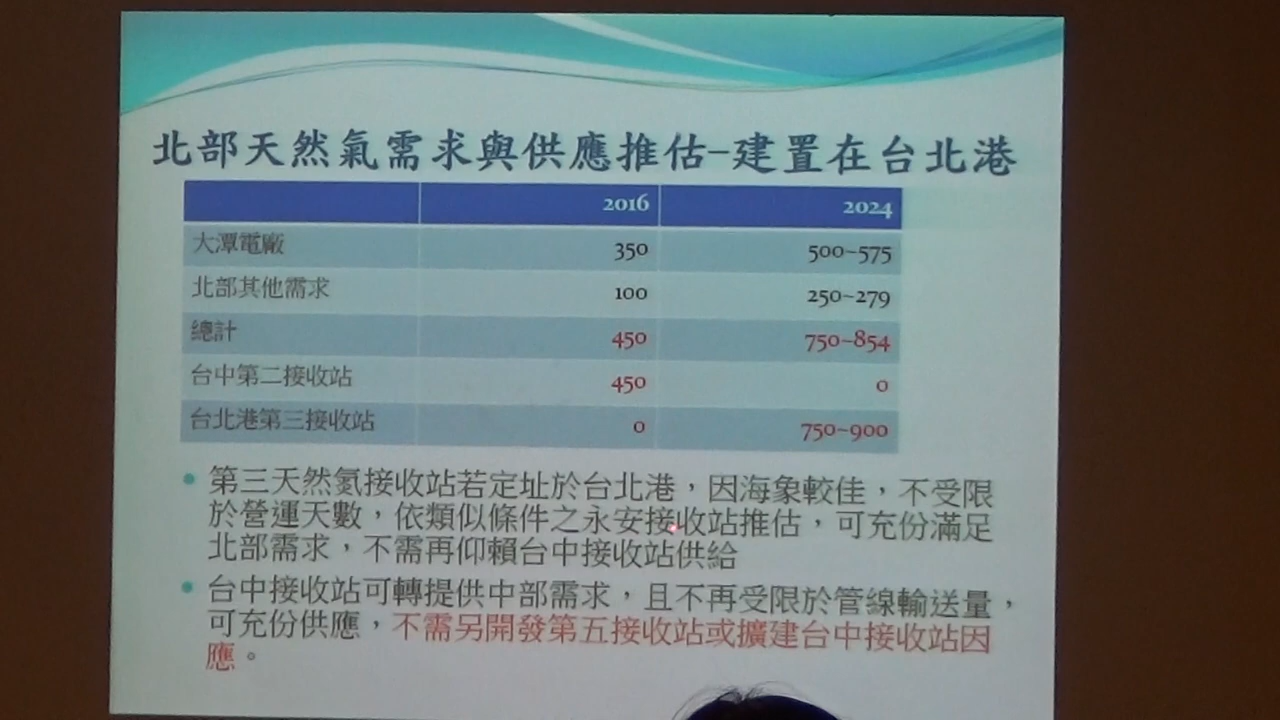 北部天然氣需求與供應推估-建置在台北港
2016 2024
大潭電廠 350 500~575
北部其他需求 100 250~279
總計 450 750~854
台中第二接收站 450 0
台北港第三接收站 0 750~900
• 第三天然氣接收站若定址於台北港，因海象較佳，不受限
於營運天數，依類似條件之永安接收站推估，可充份滿足
北部需求，不需再仰賴台中接收站供給
• 台中接收站可轉提供中部需求，且不再受限於管線輸送量，
可充份供應，不需另開發第五接收站或擴建台中接收站因
應。